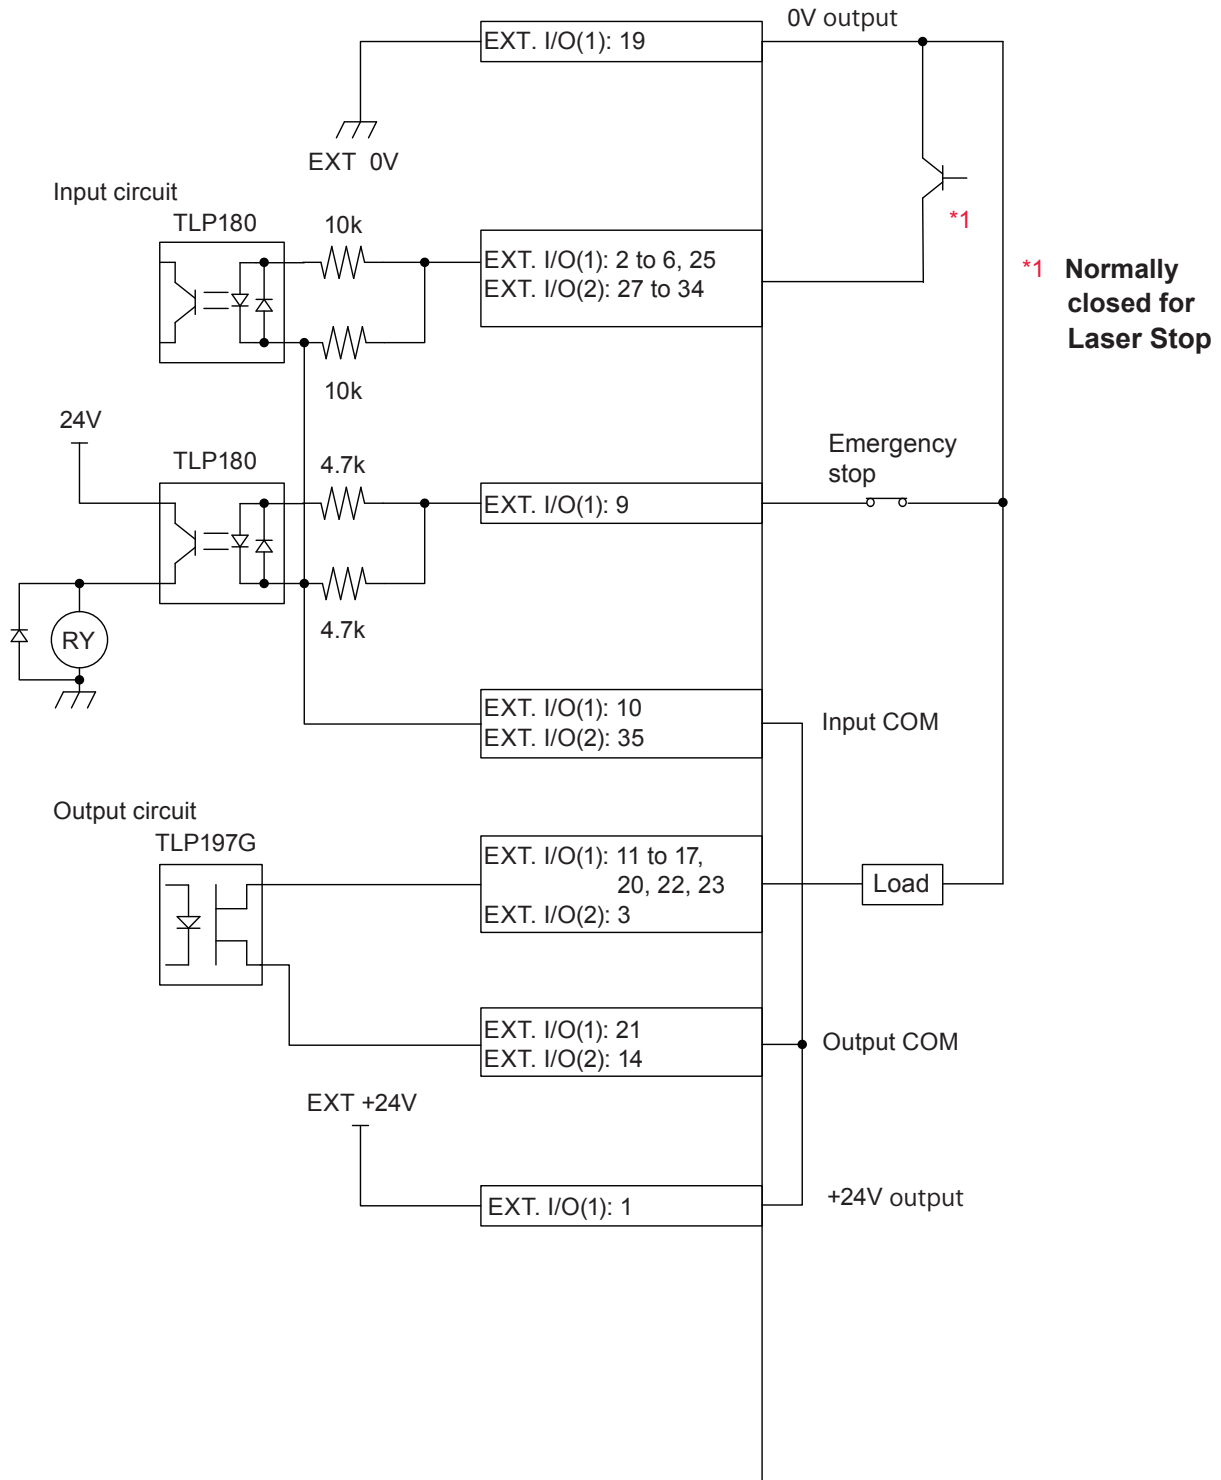 0V output
EXT. I/O(1): 19
EXT 0V
Input circuit
TLP180
10k
EXT. I/O(1): 2 to 6, 25
EXT. I/O(2): 27 to 34
10k
*1
*1 Normally
closed for
Laser Stop
24V
TLP180
4.7k
EXT. I/O(1): 9
Emergency
stop
4.7k
RY
EXT. I/O(1): 10
EXT. I/O(2): 35
Input COM
Output circuit
TLP197G
EXT. I/O(1): 11 to 17,
20, 22, 23
EXT. I/O(2): 3
Load
EXT. I/O(1): 21
EXT. I/O(2): 14
Output COM
EXT +24V
EXT. I/O(1): 1
+24V output